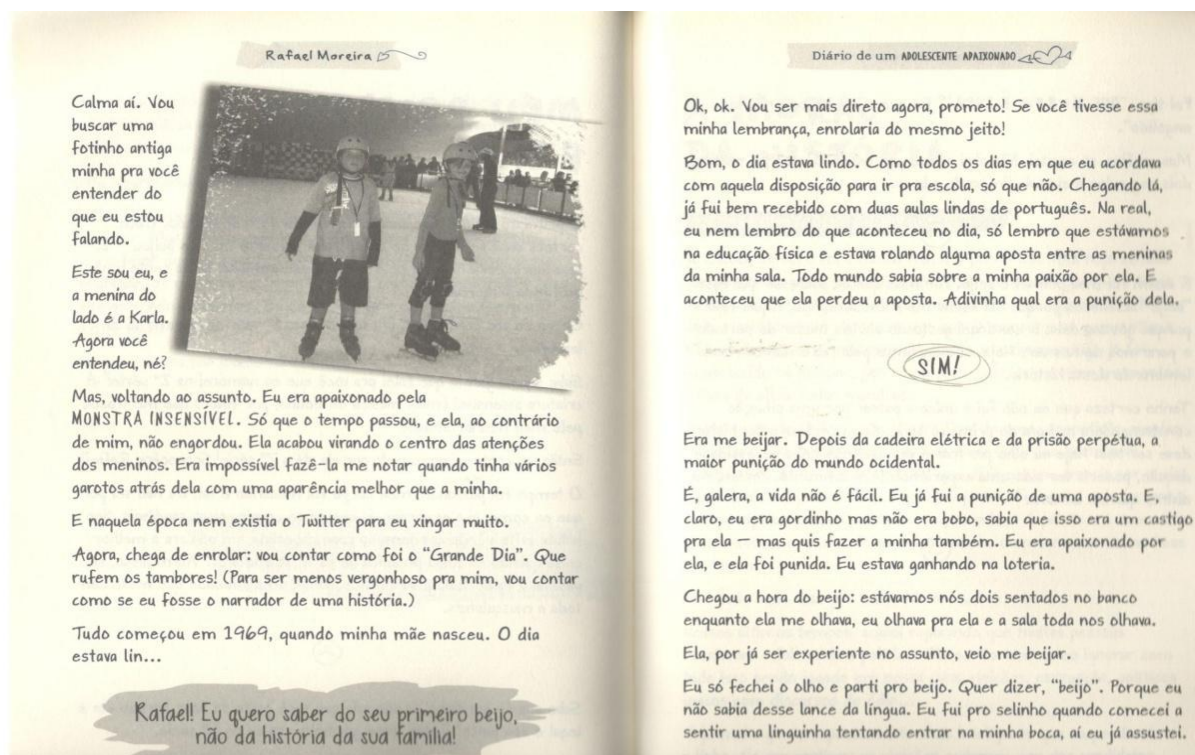 Rafael Moreira
Calma aí. Vou
buscar uma
fotinho antiga
minha pra você
entender do
que eu estou
falando.
Este sou eu, e
a menina do
lado é a Karla.
Agora você
entendeu, né?
Mas, voltando ao assunto. Eu era apaixonado pela
MONSTRA INSENSÍVEL. Só que o tempo passou, e ela, ao contrário
de mim, não engordou. Ela acabou virando o centro das atenções
dos meninos. Era impossível fazê-la me notar quando tinha vários
garotos atrás dela com uma aparência melhor que a minha.
E naquela época nem existia o Twitter para eu xingar muito.
Agora, chega de enrolar: vou contar como foi o "Grande Dia". Que
rufem os tambores! (Para ser menos vergonhoso pra mim, vou contar
como se eu fosse o narrador de uma história.)
Tudo começou em 1969, quando minha mãe nasceu. O dia
estava lin...
Rafael! Eu quero saber do seu primeiro beijo,
não da história da sua família!
Diário de um ADOLESCENTE APAIXONADO
Ok, ok. Vou ser mais direto agora, prometo! Se você tivesse essa
minha lembrança, enrolaria do mesmo jeito!
Bom, o dia estava lindo. Como todos os dias em que eu acordava
com aquela disposição para ir pra escola, só que não. Chegando lá,
já fui bem recebido com duas aulas lindas de português. Na real,
eu nem lembro do que aconteceu no dia, só lembro que estávamos
na educação física e estava rolando alguma aposta entre as meninas
da minha sala. Todo mundo sabia sobre a minha paixão por ela. E
aconteceu que ela perdeu a aposta. Adivinha qual era a punição dela.
SIM!
Era me beijar. Depois da cadeira elétrica e da prisão perpétua, a
maior punição do mundo ocidental.
É, galera, a vida não é fácil. Eu já fui a punição de uma aposta. E,
claro, eu era gordinho mas não era bobo, sabia que isso era um castigo
pra ela – mas quis fazer a minha também. Eu era apaixonado por
ela, e ela foi punida. Eu estava ganhando na loteria.
Chegou a hora do beijo: estávamos nós dois sentados no banco
enquanto ela me olhava, eu olhava pra ela e a sala toda nos olhava.
Ela, por já ser experiente no assunto, veio me beijar.
Eu só fechei o olho e parti pro beijo. Quer dizer, "beijo". Porque eu
não sabia desse lance da língua. Eu fui pro selinho quando comecei a
sentir uma linguinha tentando entrar na minha boca, aí eu já assustei.